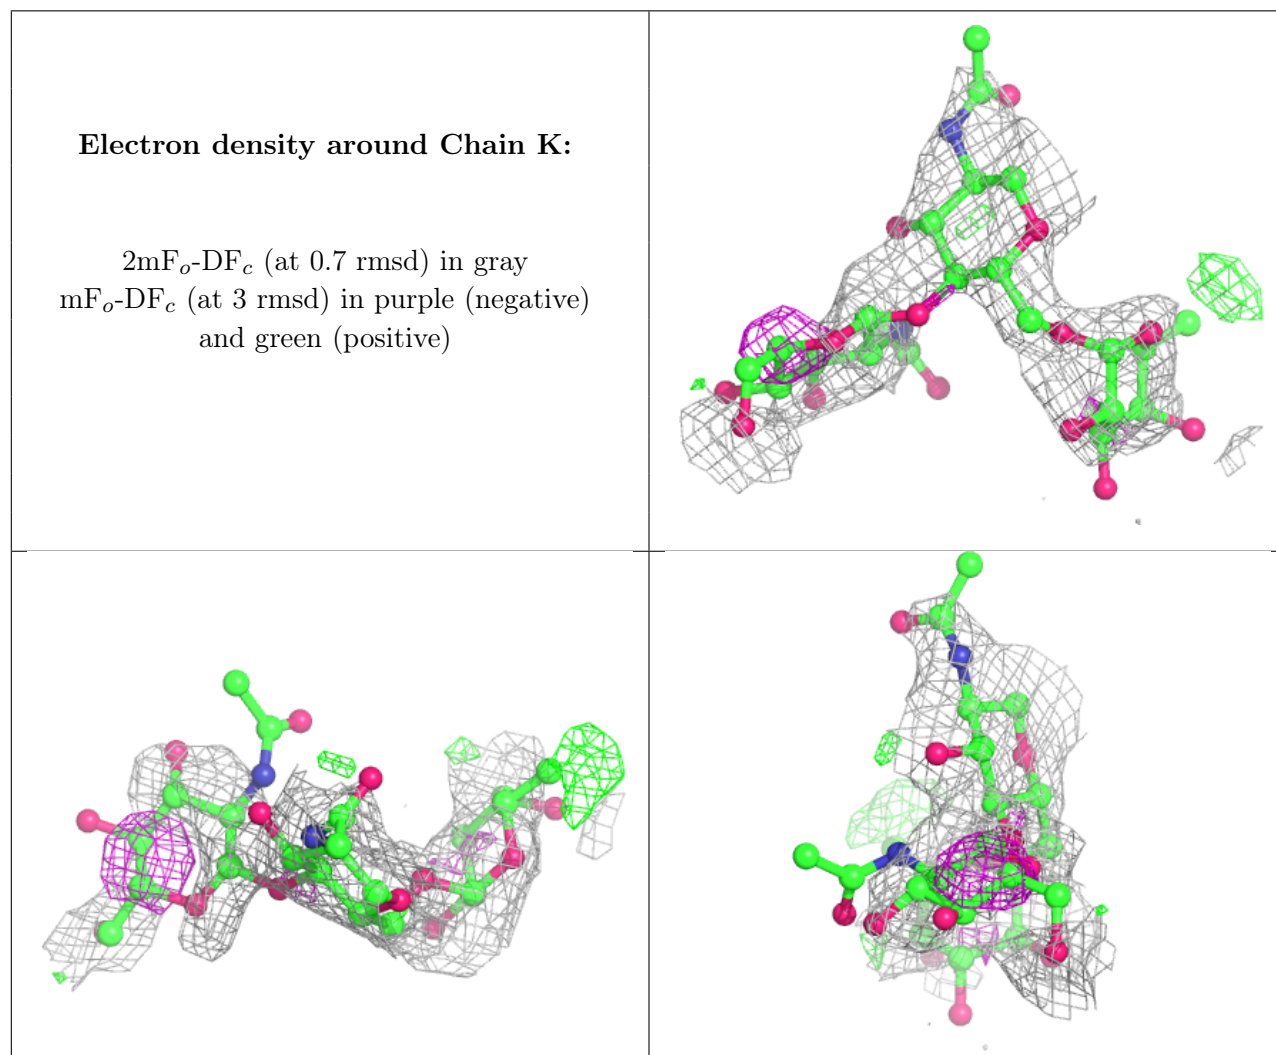 Electron density around Chain K:
2mFₒ-DF𝒸 (at 0.7 rmsd) in gray
mFₒ-DF𝒸 (at 3 rmsd) in purple (negative)
and green (positive)